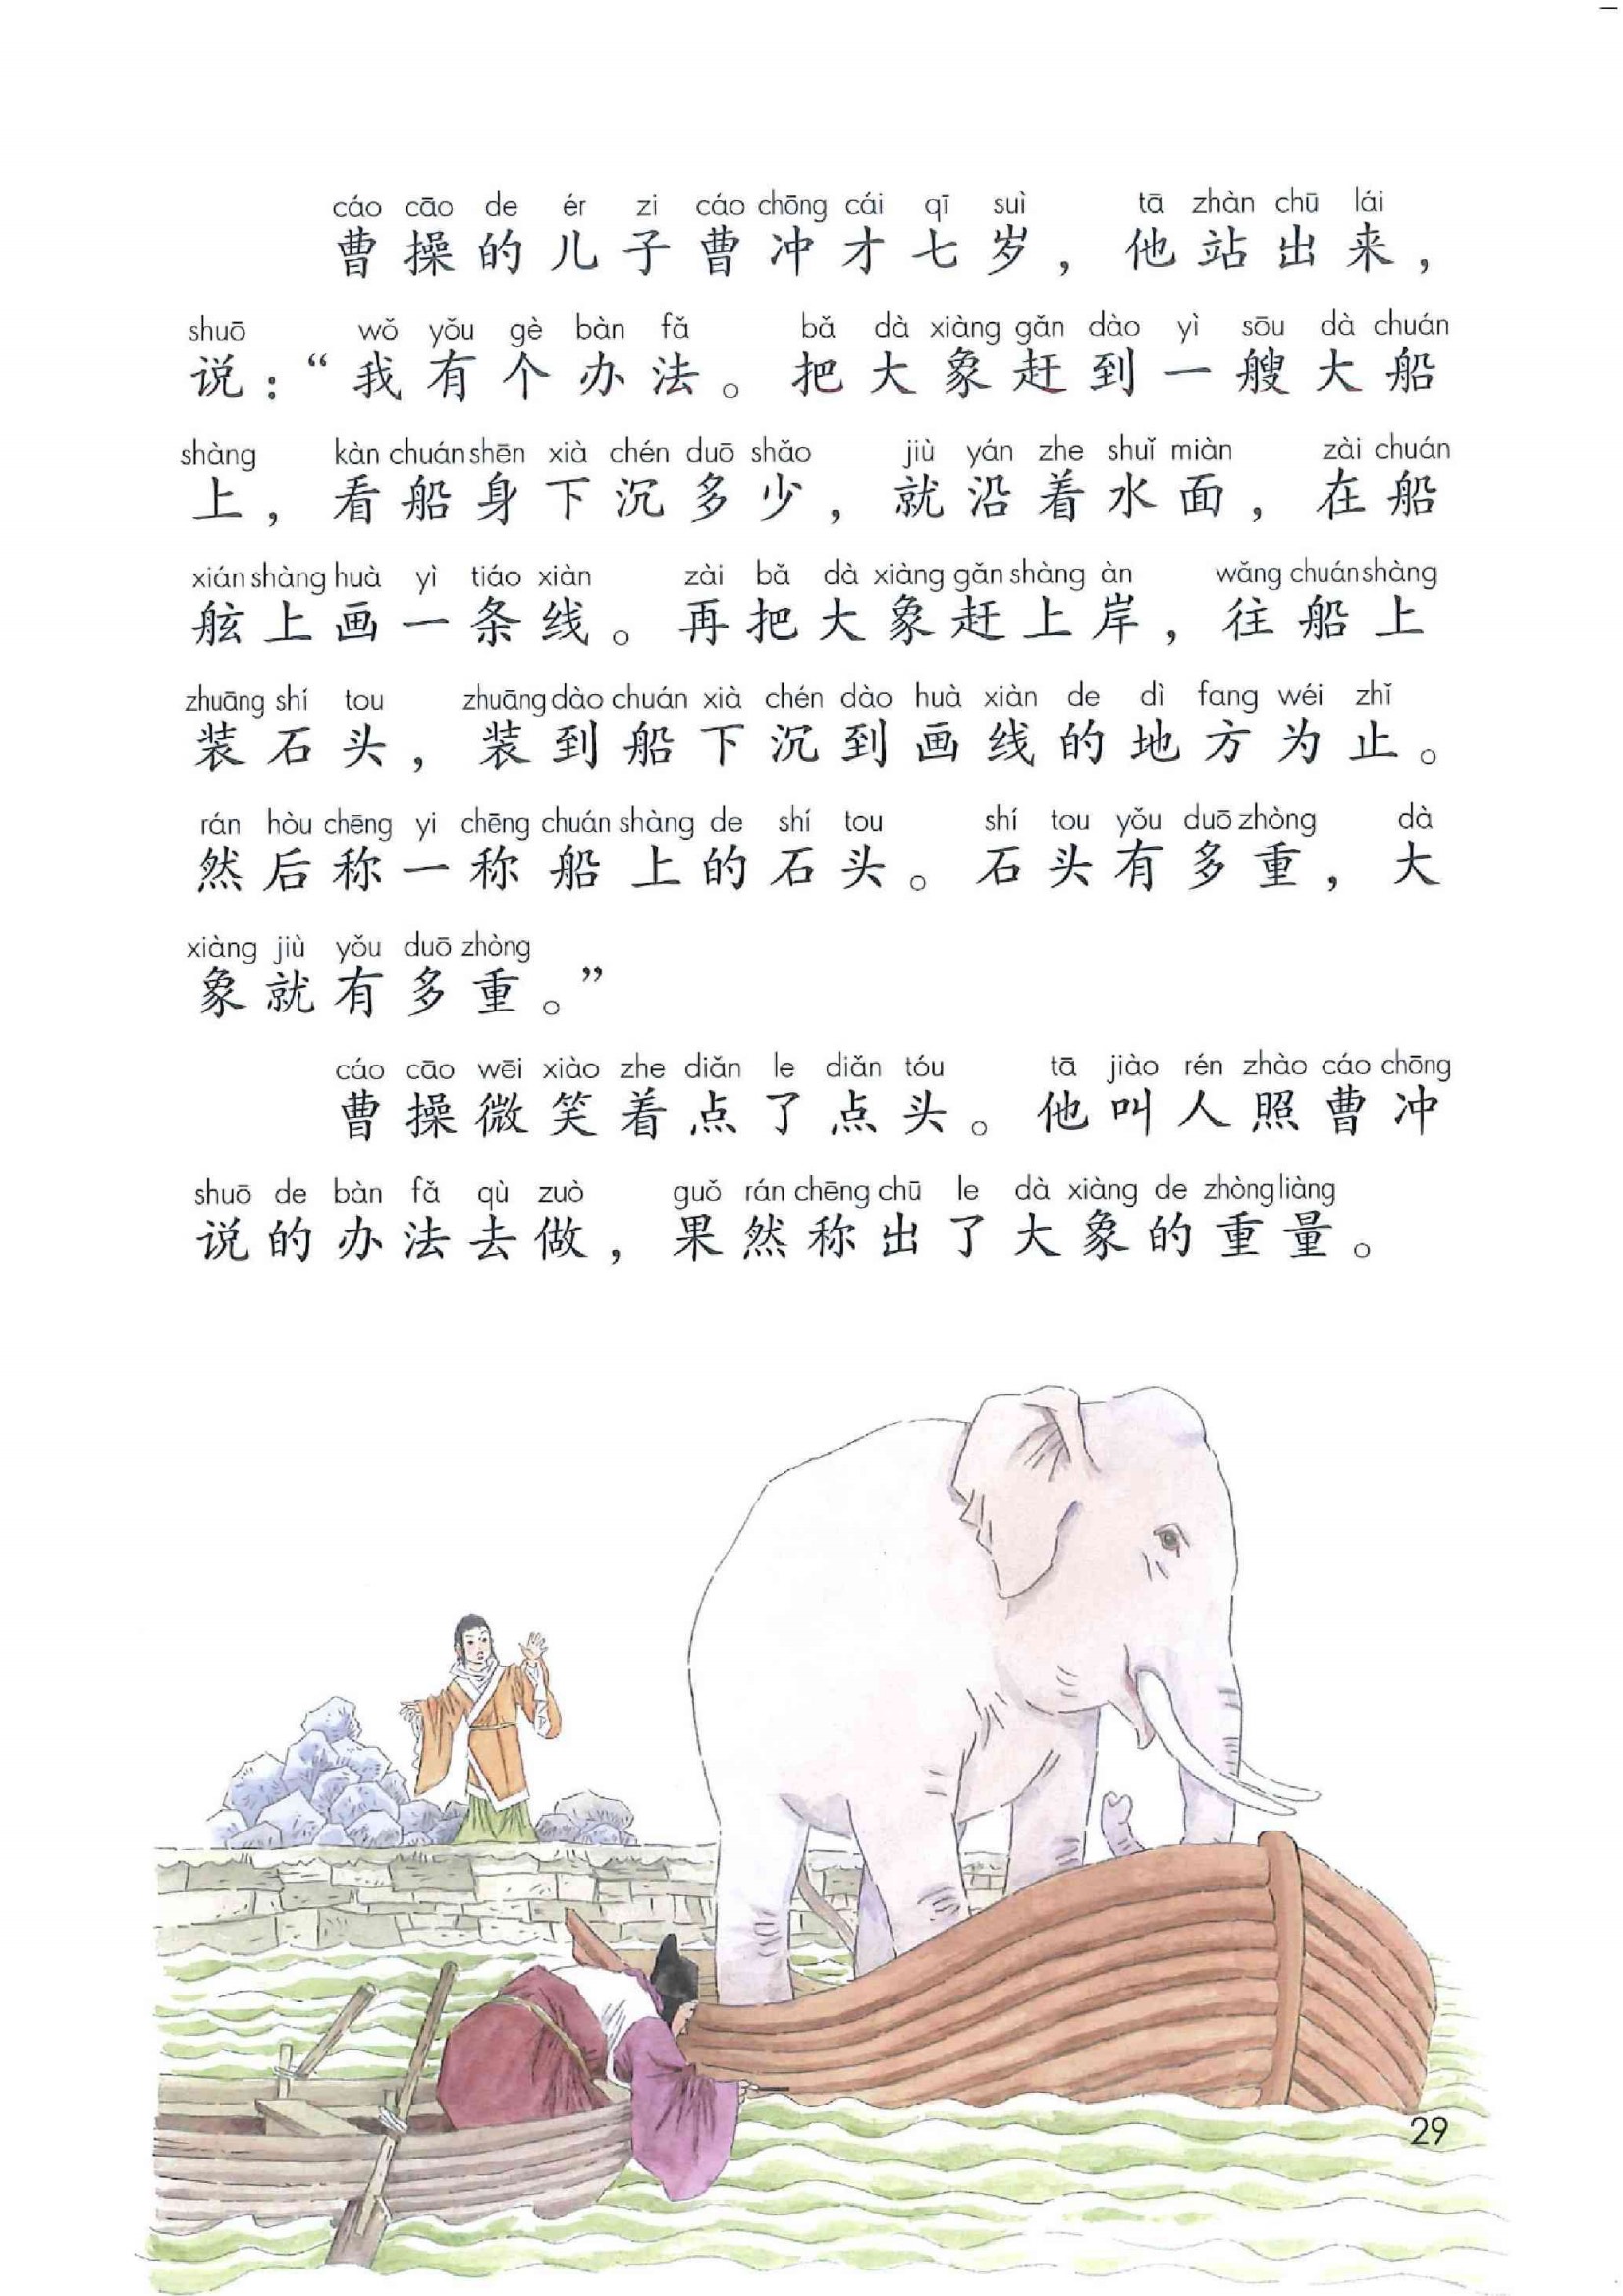 cáo cāo de ér zi cáo chōng cái qī suì tā zhàn chū lái
曹操的儿子曹冲才七岁，他站出来，
shuō wǒ yǒu gè bàn fǎ bǎ dà xiàng gǎn dào yì sōu dà chuán
说：“我有个办法。把大象赶到一艘大船
shàng kàn chuán shēn xià chén duō shǎo jiù yán zhe shuǐ miàn zài chuán
上，看船身下沉多少，就沿着水面，在船
xián shàng huà yì tiáo xiàn zài bǎ dà xiàng gǎn shàng àn wǎng chuán shàng
舷上画一条线。再把大象赶上岸，往船上
zhuāng shí tou zhuāng dào chuán xià chén dào huà xiàn de dì fang wéi zhǐ
装石头，装到船下沉到画线的地方为止。
rán hòu chēng yi chēng chuán shàng de shí tou shí tou yǒu duō zhòng dà
然后称一称船上的石头。石头有多重，大
xiàng jiù yǒu duō zhòng
象就有多重。”
cáo cāo wēi xiào zhe diǎn le diǎn tóu tā jiào rén zhào cáo chōng
曹操微笑着点了点头。他叫人照曹冲
shuō de bàn fǎ qù zuò guǒ rán chēng chū le dà xiàng de zhòng liàng
说的办法去做，果然称出了大象的重量。
29